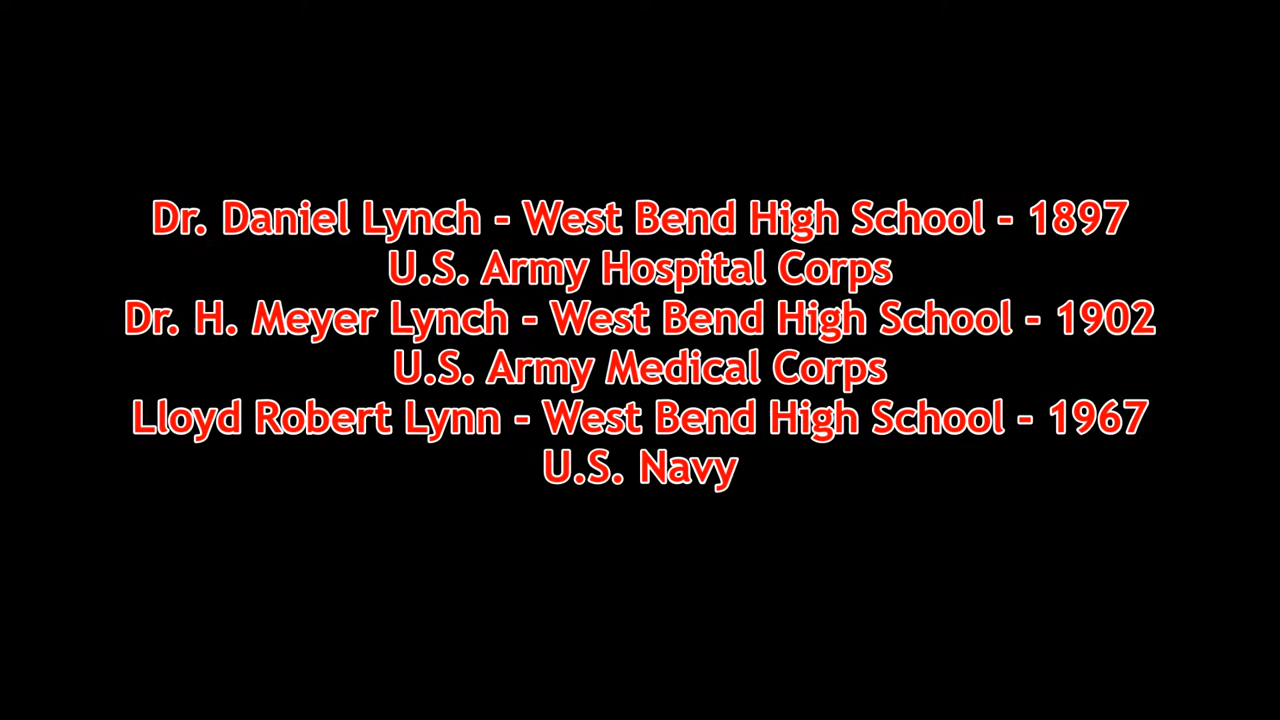 Dr. Daniel Lynch - West Bend High School - 1897
U.S. Army Hospital Corps
Dr. H. Meyer Lynch - West Bend High School - 1902
U.S. Army Medical Corps
Lloyd Robert Lynn - West Bend High School - 1967
U.S. Navy